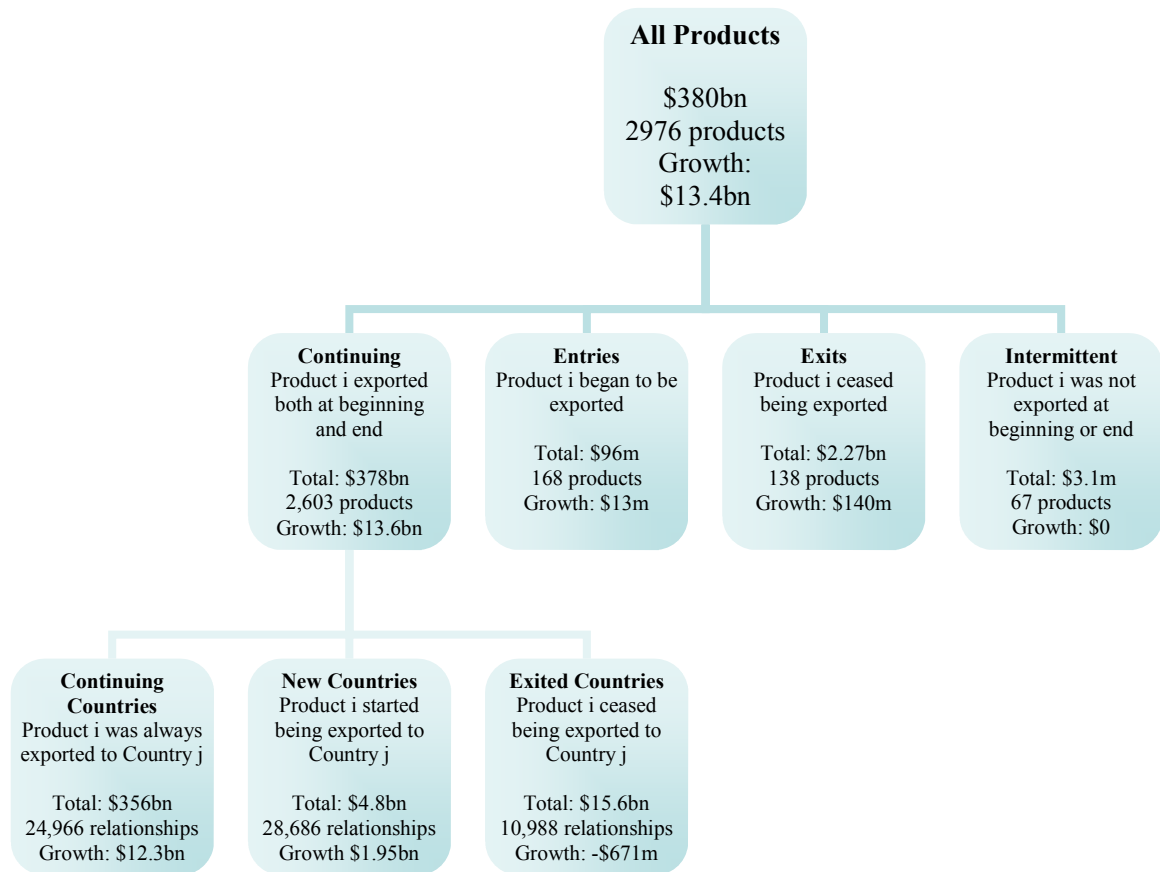 All Products
$380bn
2976 products
Growth:
$13.4bn
Continuing
Product i exported
both at beginning
and end
Total: $378bn
2,603 products
Growth: $13.6bn
Entries
Product i began to be
exported
Total: $96m
168 products
Growth: $13m
Exits
Product i ceased
being exported
Total: $2.27bn
138 products
Growth: $140m
Intermittent
Product i was not
exported at
beginning or end
Total: $3.1m
67 products
Growth: $0
Continuing
Countries
Product i was always
exported to Country j
Total: $356bn
24,966 relationships
Growth: $12.3bn
New Countries
Product i started
being exported to
Country j
Total: $4.8bn
28,686 relationships
Growth $1.95bn
Exited Countries
Product i ceased
being exported to
Country j
Total: $15.6bn
10,988 relationships
Growth: -$671m